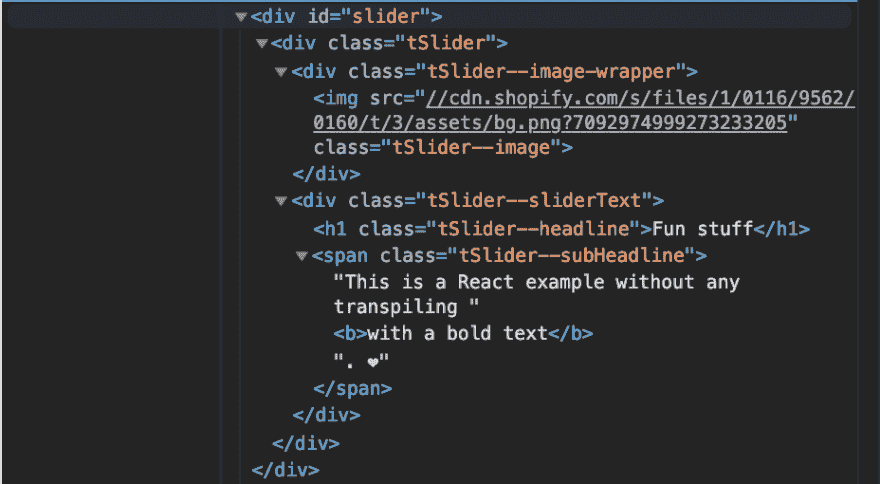 <div id="slider">
<div class="tSlider">
<div class="tSlider--image-wrapper">
<img src="//cdn.shopify.com/s/files/1/0116/9562/
0160/t/3/assets/bg.png?7092974999273233205"
class="tSlider--image">
</div>
<div class="tSlider--sliderText">
<h1 class="tSlider--headline">Fun stuff</h1>
<span class="tSlider--subHeadline">
"This is a React example without any
transpiling "
<b>with a bold text</b>
". ❤"
</span>
</div>
</div>
</div>